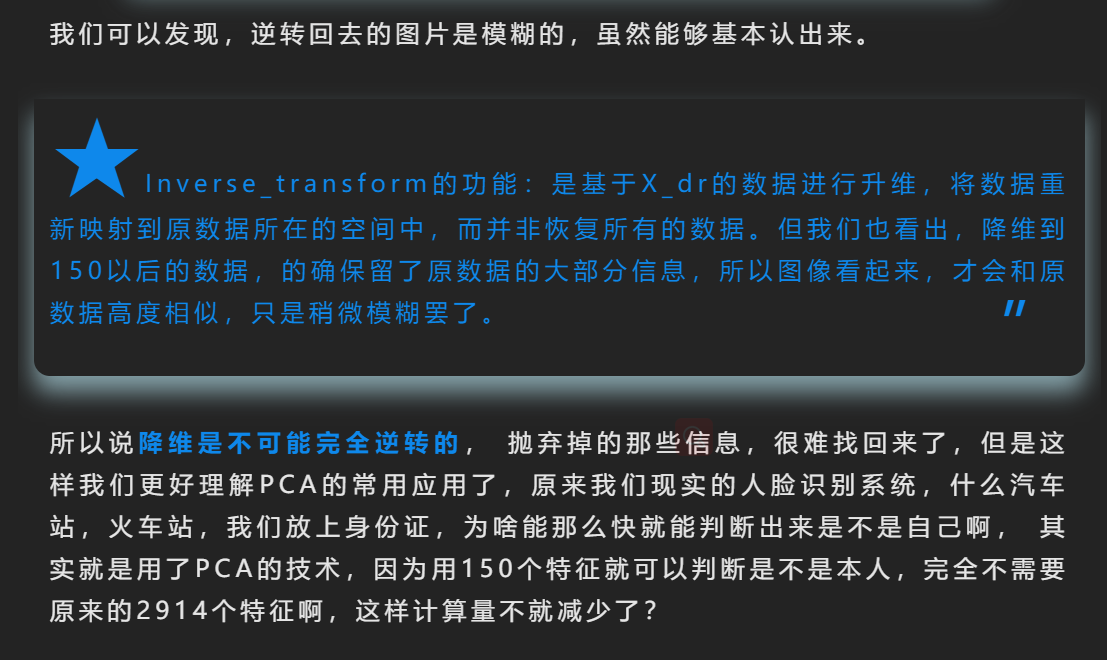 我们可以发现，逆转回去的图片是模糊的，虽然能够基本认出来。
Inverse_transform的功能：是基于X_dr的数据进行升维，将数据重
新映射到原数据所在的空间中，而并非恢复所有的数据。但我们也看出，降维到
150以后的数据，的确保留了原数据的大部分信息，所以图像看起来，才会和原
数据高度相似，只是稍微模糊罢了。
”
所以说降维是不可能完全逆转的， 抛弃掉的那些信息，很难找回来了，但是这
样我们更好理解PCA的常用应用了，原来我们现实的人脸识别系统，什么汽车
站，火车站，我们放上身份证，为啥能那么快就能判断出来是不是自己啊， 其
实就是用了PCA的技术，因为用150个特征就可以判断是不是本人，完全不需要
原来的2914个特征啊，这样计算量不就减少了？